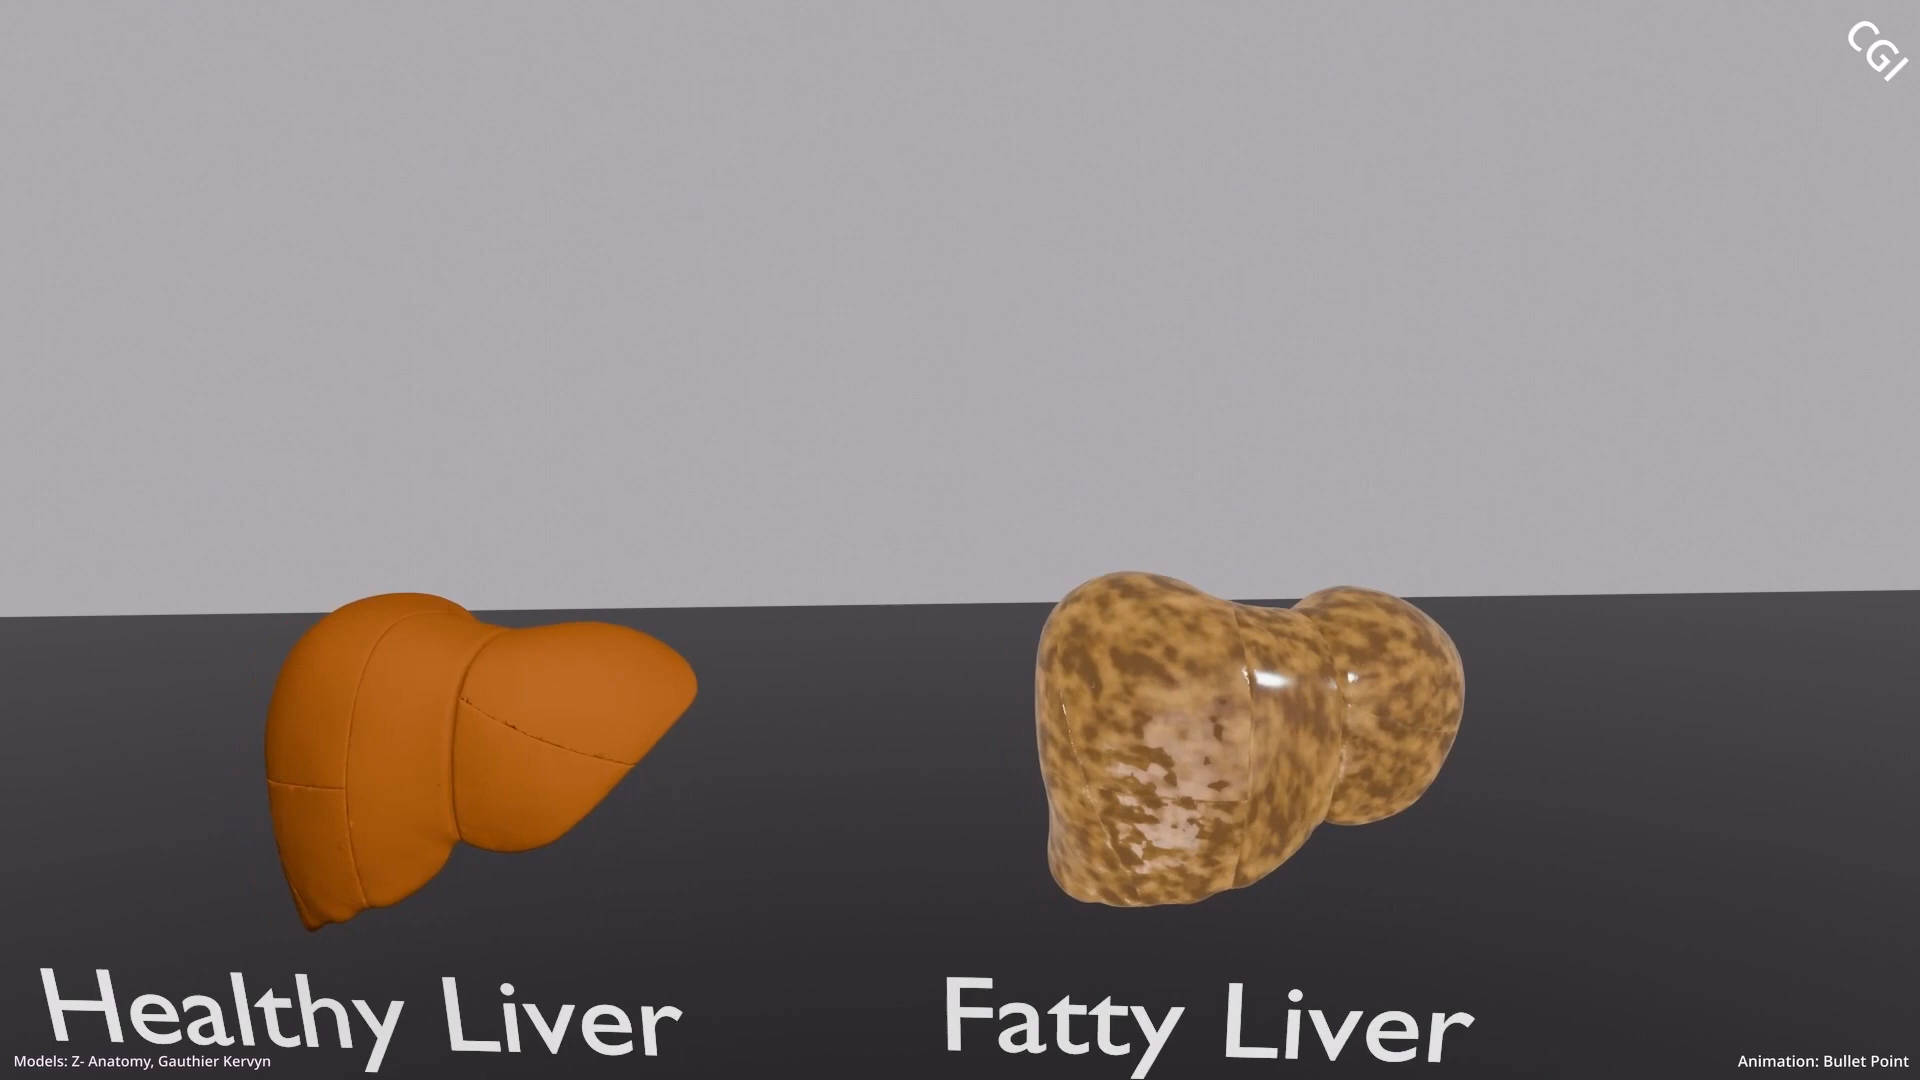 CGI
Healthy Liver
Fatty Liver
Models: Z- Anatomy, Gauthier Kervyn
Animation: Bullet Point